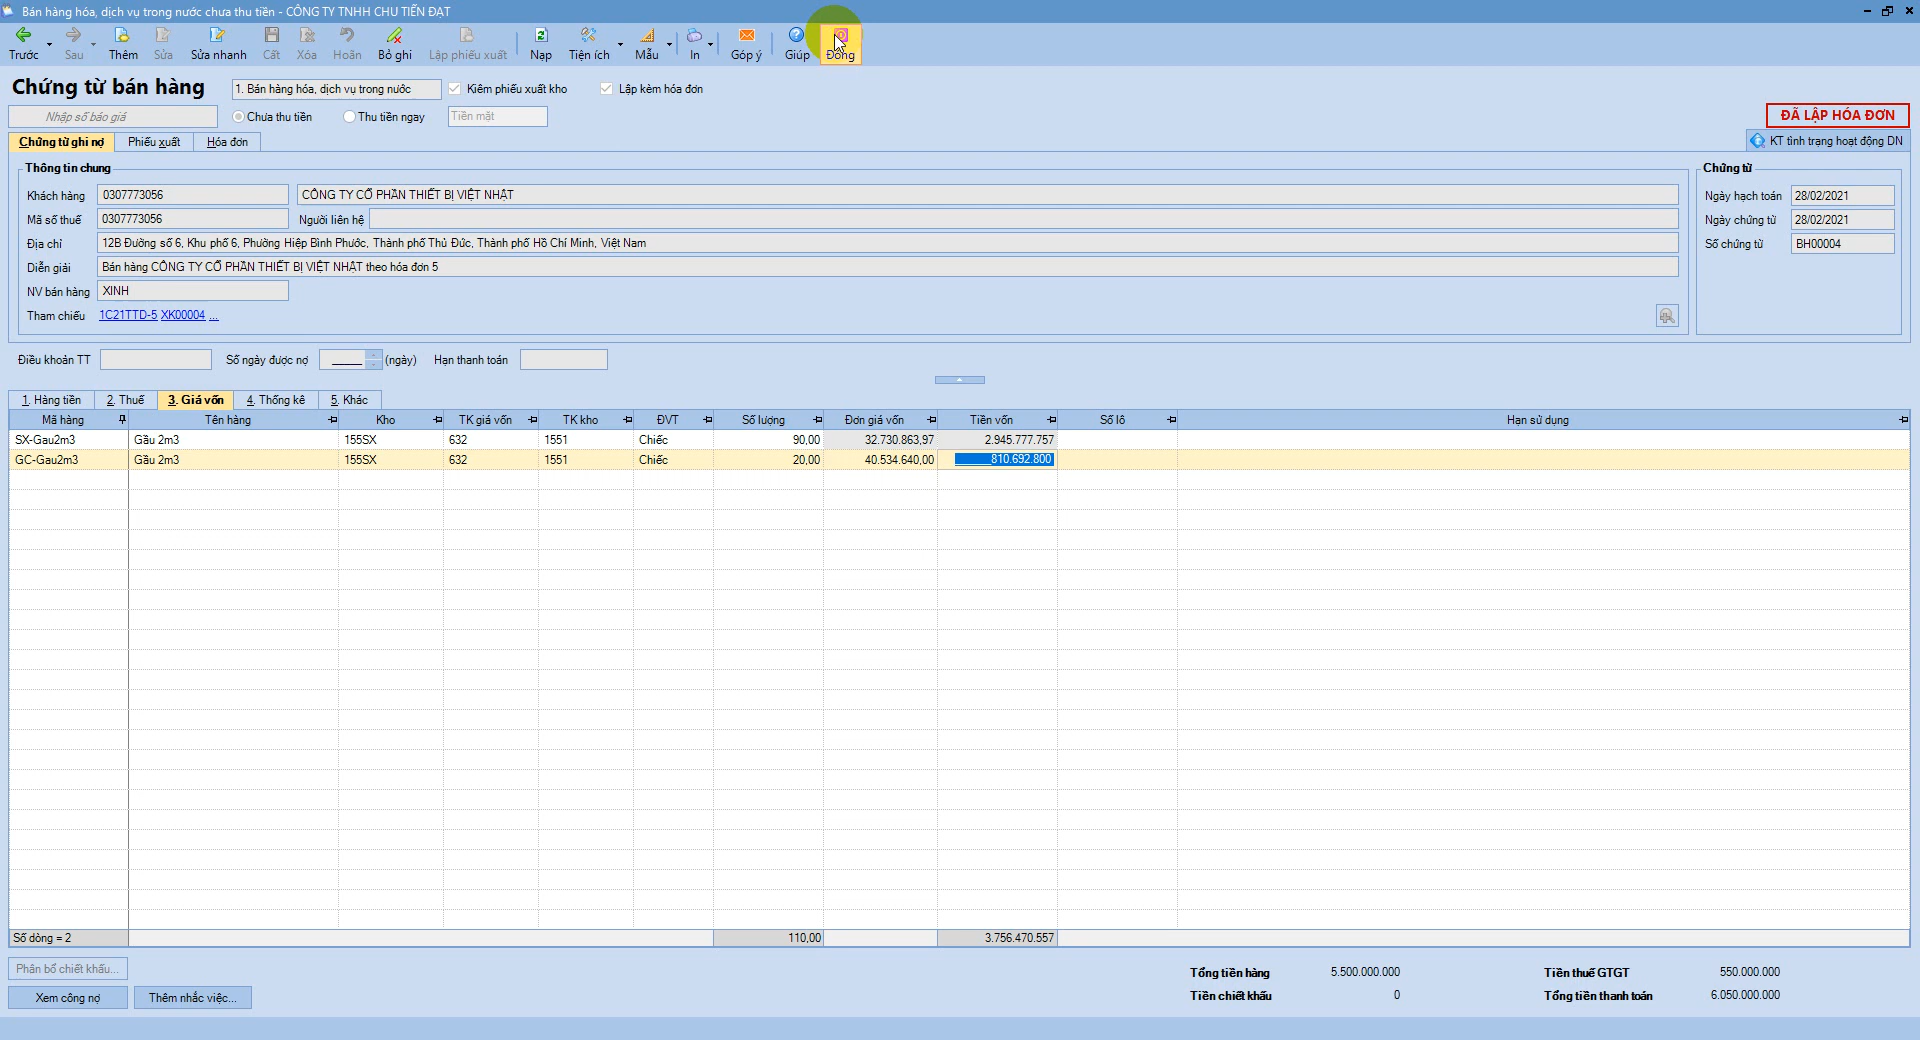 Bán hàng hóa, dịch vụ trong nước chưa thu tiền - CÔNG TY TNHH CHU TIẾN ĐẠT
Trước Sau Thêm Sửa Sửa nhanh Cất Xóa Hoãn Bỏ ghi Lập phiếu xuất Nạp Tiện ích Mẫu In Góp ý Giúp Đóng
Chứng từ bán hàng 1. Bán hàng hóa, dịch vụ trong nước Kiêm phiếu xuất kho Lập kèm hóa đơn
Nhập số báo giá Chưa thu tiền Thu tiền ngay Tiền mặt ĐÃ LẬP HÓA ĐƠN
Chứng từ ghi nợ Phiếu xuất Hóa đơn KT tình trạng hoạt động DN
Thông tin chung Chứng từ
Khách hàng 0307773056 CÔNG TY CỔ PHẦN THIẾT BỊ VIỆT NHẬT Ngày hạch toán 28/02/2021
Mã số thuế 0307773056 Người liên hệ Ngày chứng từ 28/02/2021
Địa chỉ 12B Đường số 6, Khu phố 6, Phường Hiệp Bình Phước, Thành phố Thủ Đức, Thành phố Hồ Chí Minh, Việt Nam Số chứng từ BH00004
Diễn giải Bán hàng CÔNG TY CỔ PHẦN THIẾT BỊ VIỆT NHẬT theo hóa đơn 5
NV bán hàng XINH
Tham chiếu 1C21TTD-5 XK00004 ...
Điều khoản TT Số ngày được nợ (ngày) Hạn thanh toán
1. Hàng tiền 2. Thuế 3. Giá vốn 4. Thống kê 5. Khác
Mã hàng Tên hàng Kho TK giá vốn TK kho ĐVT Số lượng Đơn giá vốn Tiền vốn Số lô Hạn sử dụng
SX-Gau2m3 Gầu 2m3 155SX 632 1551 Chiếc 90,00 32.730.863,97 2.945.777.757
GC-Gau2m3 Gầu 2m3 155SX 632 1551 Chiếc 20,00 40.534.640,00 810.692.800
Số dòng = 2 110,00 3.756.470.557
Phân bổ chiết khấu... Tổng tiền hàng 5.500.000.000 Tiền thuế GTGT 550.000.000
Xem công nợ Thêm nhắc việc... Tiền chiết khấu 0 Tổng tiền thanh toán 6.050.000.000